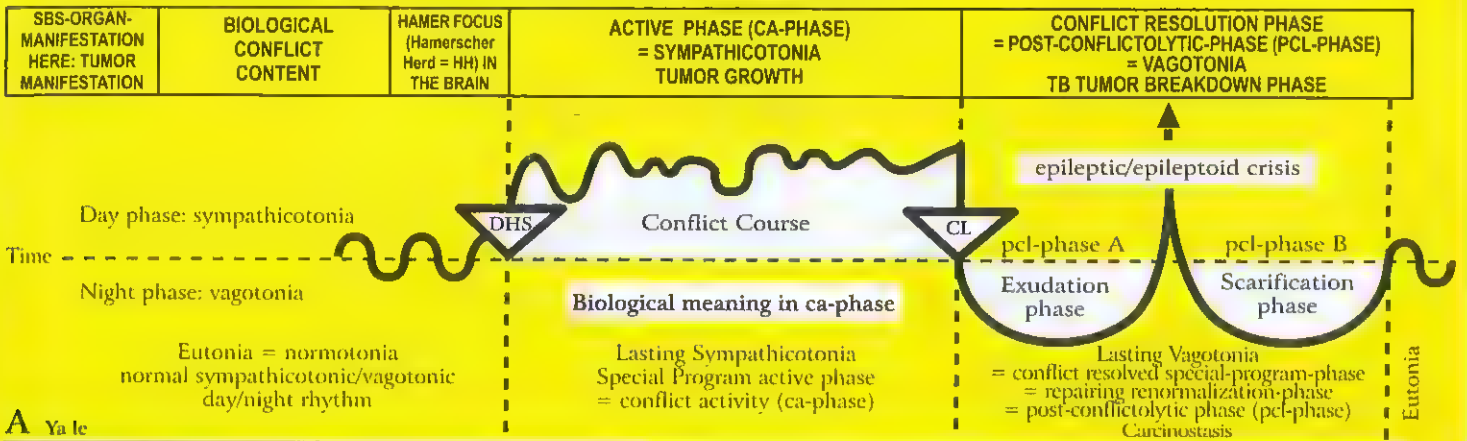 SBS-ORGAN-
MANIFESTATION
HERE: TUMOR
MANIFESTATION
BIOLOGICAL
CONFLICT
CONTENT
HAMER FOCUS
(Hamerscher
Herd = HH) IN
THE BRAIN
ACTIVE PHASE (CA-PHASE)
= SYMPATHICOTONIA
TUMOR GROWTH
CONFLICT RESOLUTION PHASE
= POST-CONFLICTOLYTIC-PHASE (PCL-PHASE)
= VAGOTONIA
TB TUMOR BREAKDOWN PHASE
epileptic/epileptoid crisis
Day phase: sympathicotonia
DHS
Conflict Course
CL
pcl-phase A
pcl-phase B
Time
Night phase: vagotonia
Exudation
phase
Scarification
phase
Biological meaning in ca-phase
Eutonia = normotonia
normal sympathicotonic/vagotonic
day/night rhythm
Lasting Sympathicotonia
Special Program active phase
= conflict activity (ca-phase)
Lasting Vagotonia
= conflict resolved special-program-phase
= repairing renormalization-phase
= post-conflictolytic phase (pcl-phase)
Carcinostasis
Eutonia
A Ya Ie